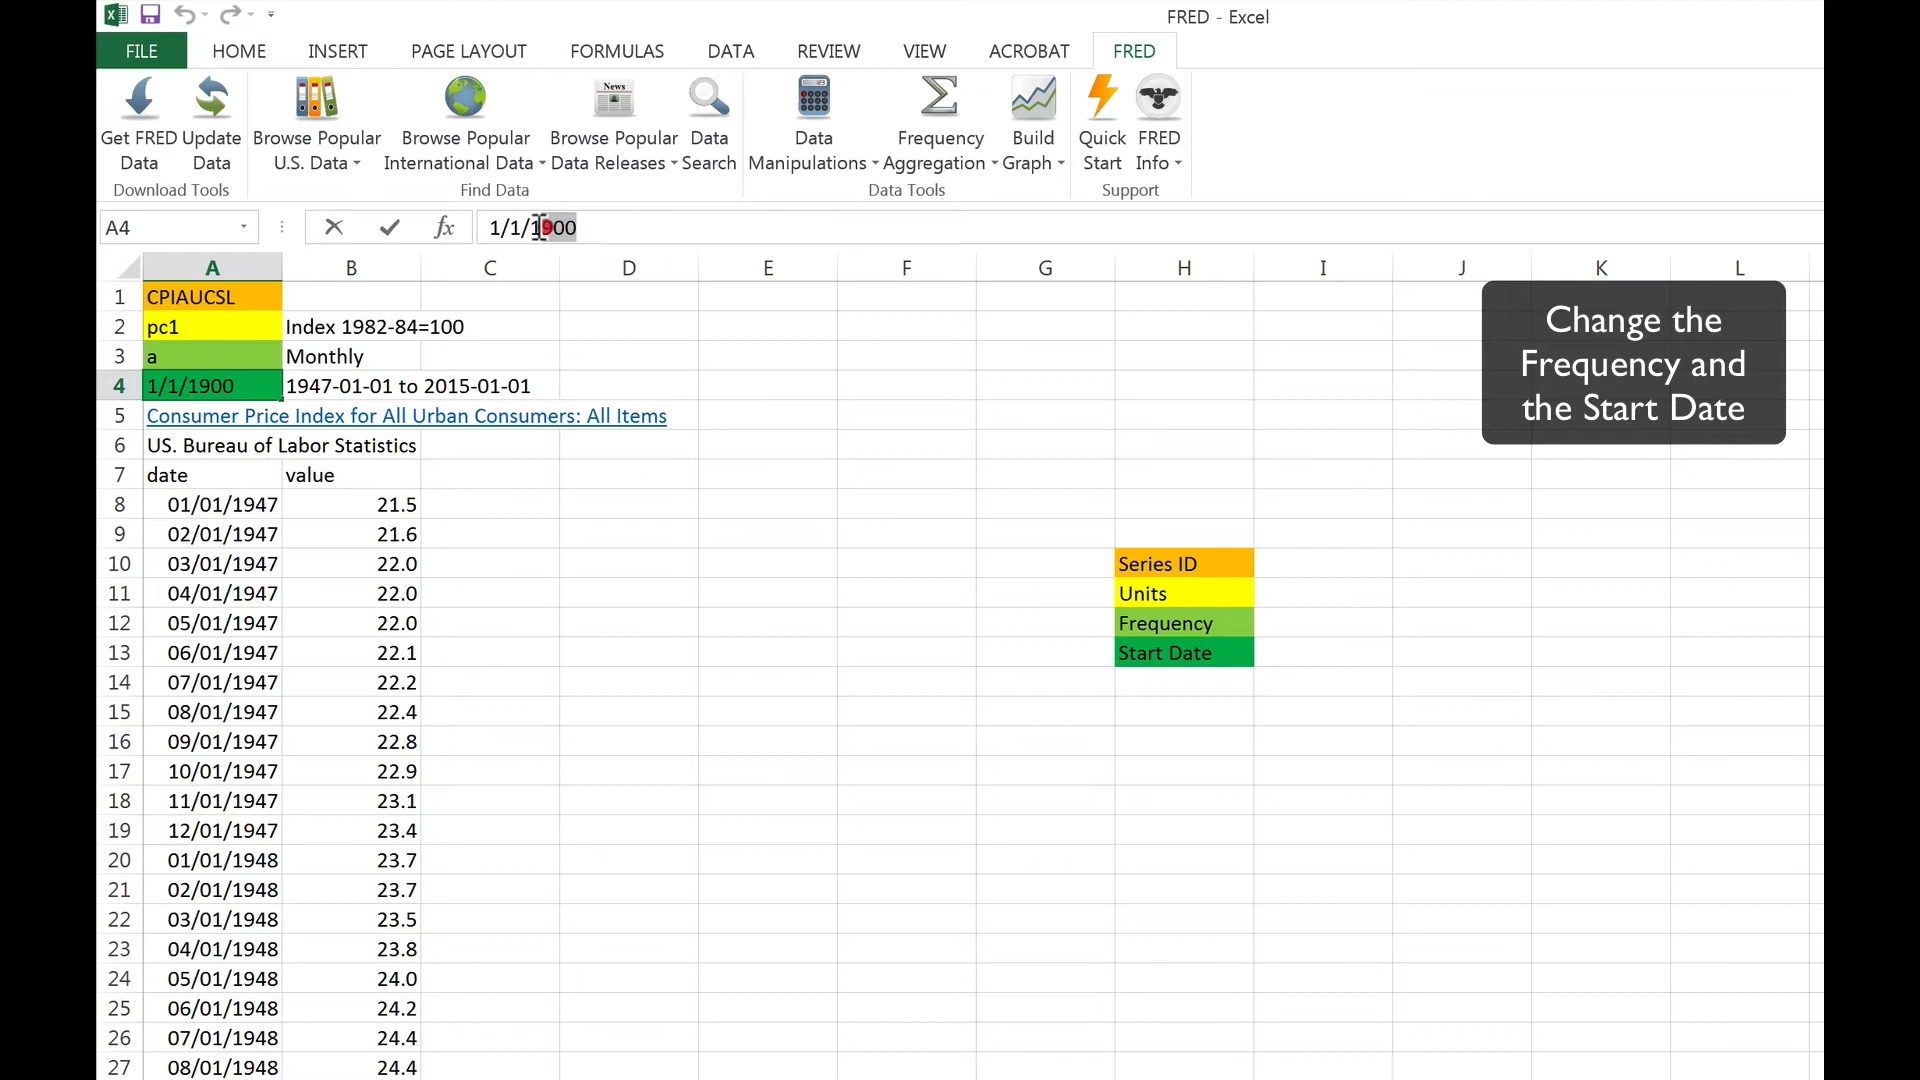 FRED - Excel
FILE HOME INSERT PAGE LAYOUT FORMULAS DATA REVIEW VIEW ACROBAT FRED
News
Get FRED Data
Update Data
Browse Popular U.S. Data
Browse Popular International Data
Browse Popular Data Releases
Data Search
Data Manipulations
Frequency Aggregation
Build Graph
Quick Start
FRED Info
Download Tools Find Data Data Tools Support
A4 fx 1/1/1900
A B C D E F G H I J K L
1 CPIAUCSL
2 pc1 Index 1982-84=100
3 a Monthly
4 1/1/1900 1947-01-01 to 2015-01-01
5 Consumer Price Index for All Urban Consumers: All Items
6 US. Bureau of Labor Statistics
7 date value
8 01/01/1947 21.5
9 02/01/1947 21.6
10 03/01/1947 22.0 Series ID
11 04/01/1947 22.0 Units
12 05/01/1947 22.0 Frequency
13 06/01/1947 22.1 Start Date
14 07/01/1947 22.2
15 08/01/1947 22.4
16 09/01/1947 22.8
17 10/01/1947 22.9
18 11/01/1947 23.1
19 12/01/1947 23.4
20 01/01/1948 23.7
21 02/01/1948 23.7
22 03/01/1948 23.5
23 04/01/1948 23.8
24 05/01/1948 24.0
25 06/01/1948 24.2
26 07/01/1948 24.4
27 08/01/1948 24.4
Change the
Frequency and
the Start Date